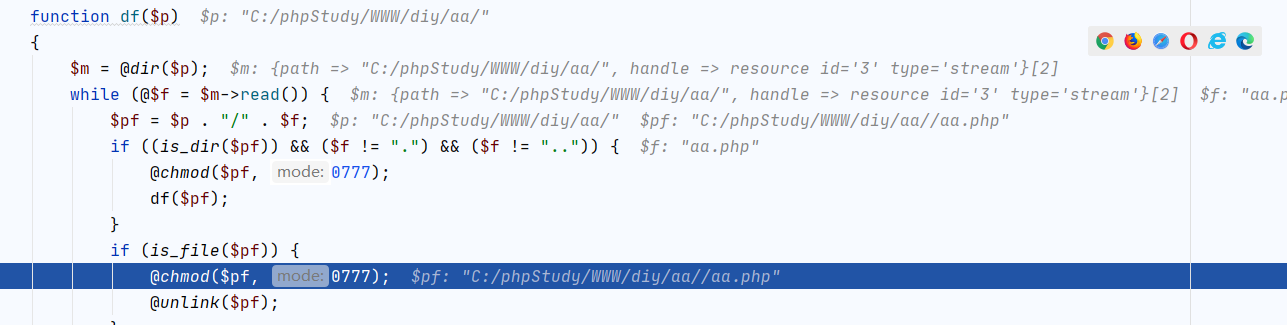 function df($p)  $p: "C:/phpStudy/WWW/diy/aa/"
{
    $m = @dir($p);  $m: {path => "C:/phpStudy/WWW/diy/aa/", handle => resource id='3' type='stream'}[2]
    while (@$f = $m->read()) {  $m: {path => "C:/phpStudy/WWW/diy/aa/", handle => resource id='3' type='stream'}[2]  $f: "aa.p
        $pf = $p . "/" . $f;  $p: "C:/phpStudy/WWW/diy/aa/"  $pf: "C:/phpStudy/WWW/diy/aa//aa.php"
        if ((is_dir($pf)) && ($f != ".") && ($f != "..")) {  $f: "aa.php"
            @chmod($pf, mode: 0777);
            df($pf);
        }
        if (is_file($pf)) {
            @chmod($pf, mode: 0777);  $pf: "C:/phpStudy/WWW/diy/aa//aa.php"
            @unlink($pf);